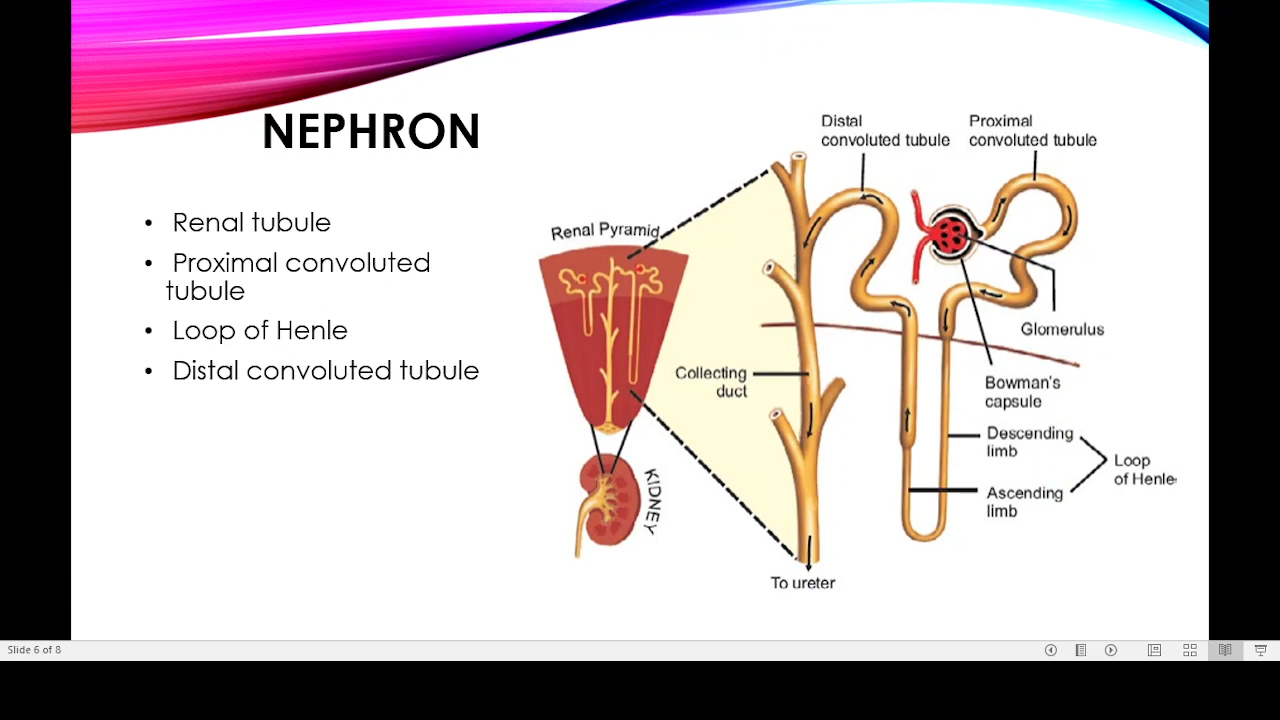 NEPHRON
• Renal tubule
• Proximal convoluted
tubule
• Loop of Henle
• Distal convoluted tubule
Distal
convoluted tubule
Proximal
convoluted tubule
Renal Pyramid
Glomerulus
Collecting
duct
Bowman's
capsule
Descending
limb
Loop
of Henle
Ascending
limb
KIDNEY
To ureter
Slide 6 of 8